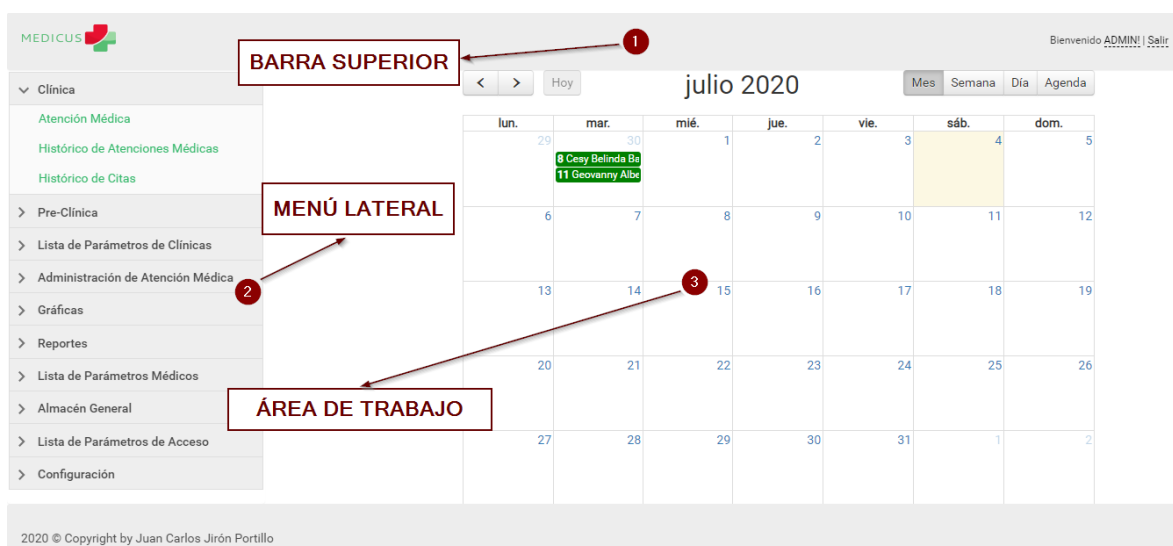 MEDICUS
1
Bienvenido ADMIN! | Salir
BARRA SUPERIOR
Clínica
Atención Médica
Histórico de Atenciones Médicas
Histórico de Citas
Pre-Clínica
Lista de Parámetros de Clínicas
Administración de Atención Médica
Gráficas
Reportes
Lista de Parámetros Médicos
Almacén General
Lista de Parámetros de Acceso
Configuración
MENÚ LATERAL
2
Hoy
julio 2020
Mes Semana Día Agenda
lun. mar. mié. jue. vie. sáb. dom.
29 30 1 2 3 4 5
8 Cesy Belinda Ba
11 Geovanny Albe
6 7 8 9 10 11 12
3
13 14 15 16 17 18 19
20 21 22 23 24 25 26
ÁREA DE TRABAJO
27 28 29 30 31 1 2
2020 © Copyright by Juan Carlos Jirón Portillo